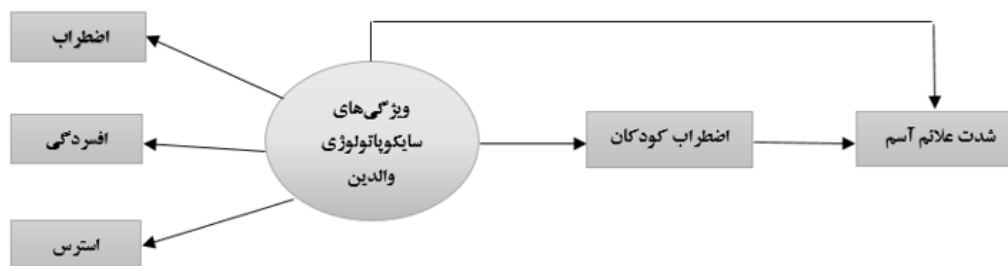 اضطراب
افسردگی
استرس
ویژگی‌های
سایکوپاتولوژی
والدین
اضطراب کودکان
شدت علائم آسم